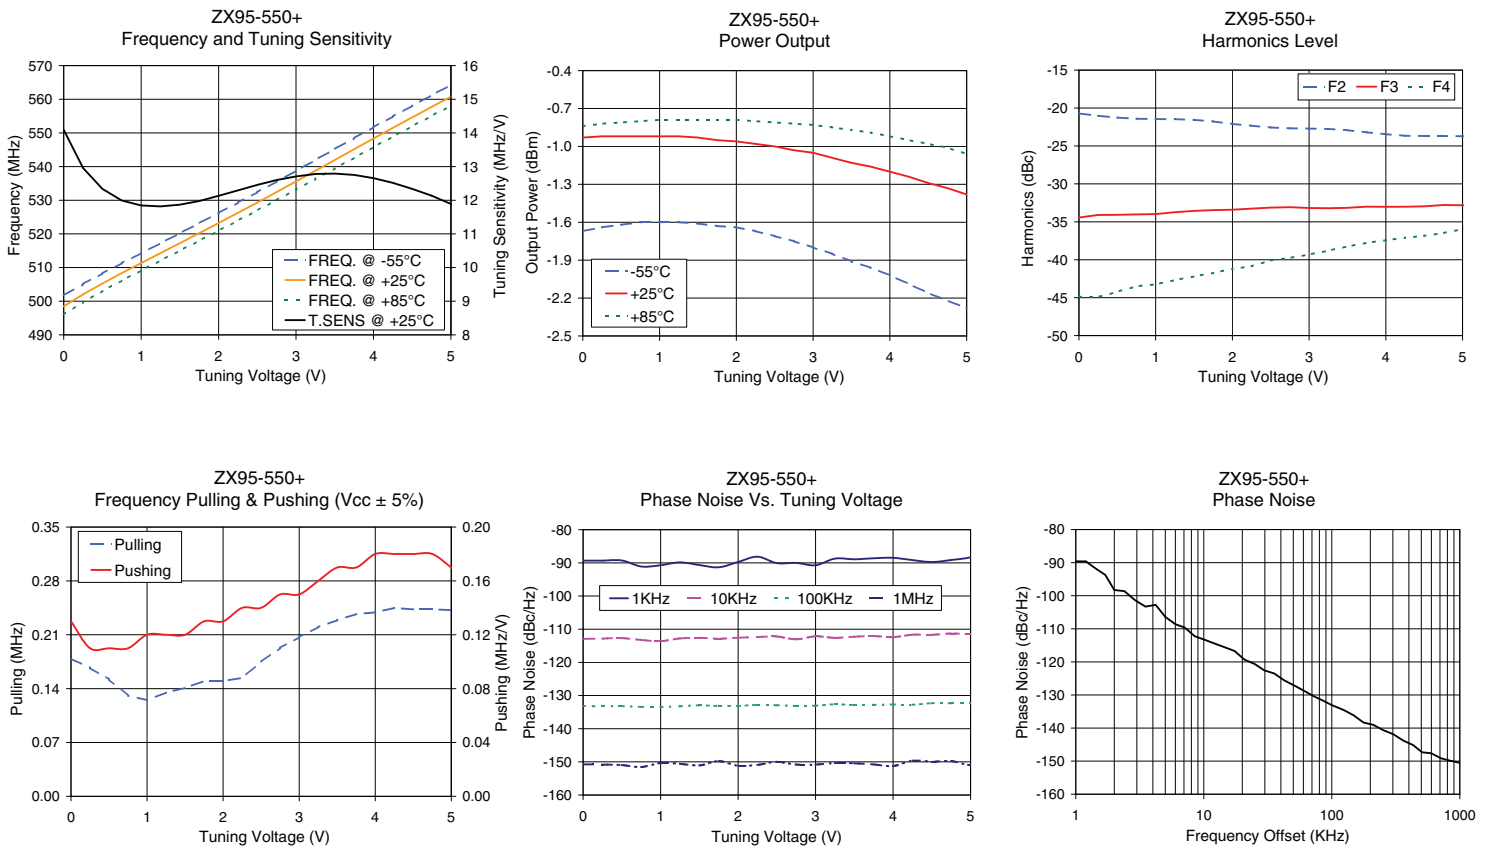 ZX95-550+
Frequency and Tuning Sensitivity
570
560
550
540
530
520
510
500
490
16
15
14
13
12
11
10
9
8
Frequency (MHz)
Tuning Sensitivity (MHz/V)
FREQ. @ -55°C
FREQ. @ +25°C
FREQ. @ +85°C
T.SENS @ +25°C
0 1 2 3 4 5
Tuning Voltage (V)
ZX95-550+
Power Output
-0.4
-0.7
-1.0
-1.3
-1.6
-1.9
-2.2
-2.5
Output Power (dBm)
-55°C
+25°C
+85°C
0 1 2 3 4 5
Tuning Voltage (V)
ZX95-550+
Harmonics Level
-15
-20
-25
-30
-35
-40
-45
-50
Harmonics (dBc)
F2 F3 F4
0 1 2 3 4 5
Tuning Voltage (V)
ZX95-550+
Frequency Pulling & Pushing (Vcc ± 5%)
0.35
0.28
0.21
0.14
0.07
0.00
0.20
0.16
0.12
0.08
0.04
0.00
Pulling (MHz)
Pushing (MHz/V)
Pulling
Pushing
0 1 2 3 4 5
Tuning Voltage (V)
ZX95-550+
Phase Noise Vs. Tuning Voltage
-80
-90
-100
-110
-120
-130
-140
-150
-160
Phase Noise (dBc/Hz)
1KHz 10KHz 100KHz 1MHz
0 1 2 3 4 5
Tuning Voltage (V)
ZX95-550+
Phase Noise
-80
-90
-100
-110
-120
-130
-140
-150
-160
Phase Noise (dBc/Hz)
1 10 100 1000
Frequency Offset (KHz)